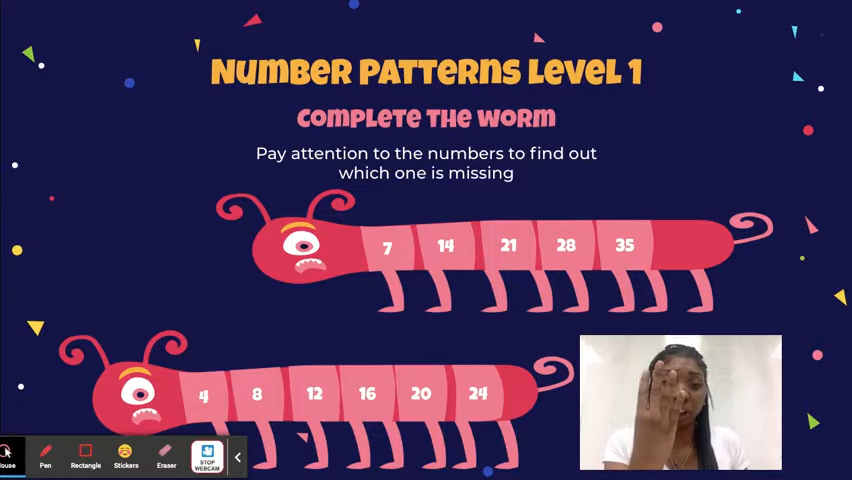 Number Patterns Level 1
Complete the worm
Pay attention to the numbers to find out
which one is missing
7 14 21 28 35
4 8 12 16 20 24
Pen Rectangle Stickers Eraser STOP
WEBCAM